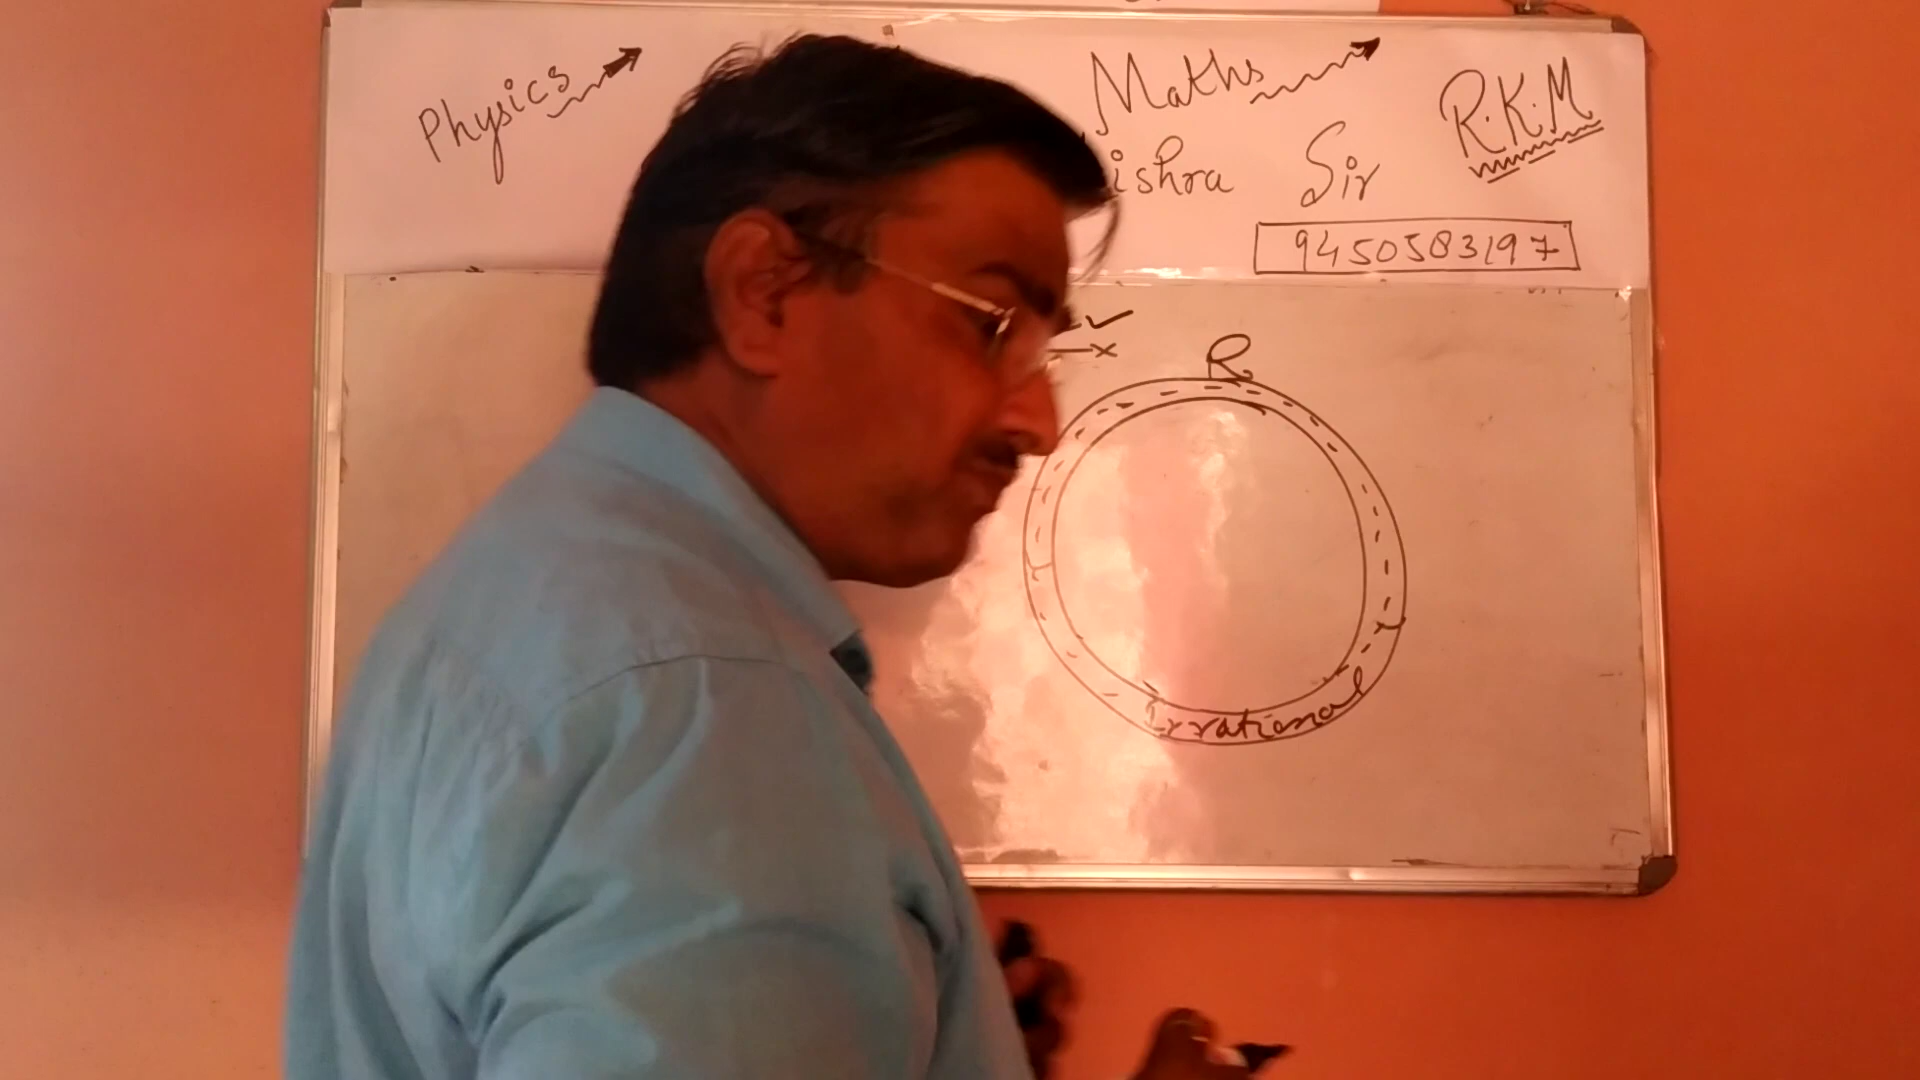 Physics Maths R.K.M
ishra Sir
9450583197
R
Irrational